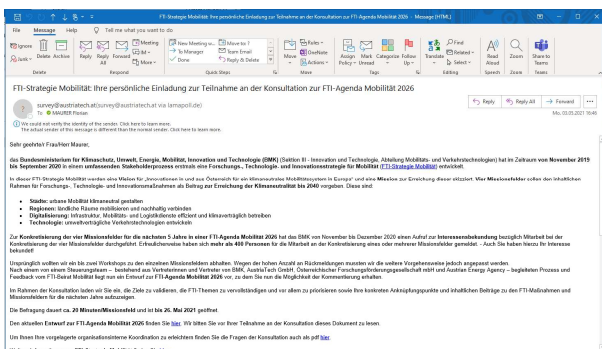 FTI-Strategie Mobilität: Ihre persönliche Einladung zur Teilnahme an der Konsultation zur FTI-Agenda Mobilität 2026 - Message (HTML)
File Message Help Tell me what you want to do
Ignore
Junk
Delete Archive
Reply Reply All Forward
Meeting
IM
More
New Meeting w...
To Manager
Done
Move to: ?
Team Email
Reply & Delete
Move
Rules
OneNote
Actions
Assign Policy Mark Unread Categorize Follow Up
Translate
Find
Related
Select
Read Aloud
Zoom
Share to Teams
Delete Respond Quick Steps Move Tags Editing Speech Zoom Teams
FTI-Strategie Mobilität: Ihre persönliche Einladung zur Teilnahme an der Konsultation zur FTI-Agenda Mobilität 2026
survey@austriatech.at(survey@austriatech.at via lamapoll.de)
To MAURER Florian
Reply Reply All Forward
Mo, 03.05.2021 16:46
We could not verify the identity of the sender. Click here to learn more.
The actual sender of this message is different than the normal sender. Click here to learn more.
Sehr geehrte/r Frau/Herr Maurer,
das Bundesministerium für Klimaschutz, Umwelt, Energie, Mobilität, Innovation und Technologie (BMK) (Sektion III - Innovation und Technologie, Abteilung Mobilitäts- und Verkehrstechnologien) hat im Zeitraum von November 2019
bis September 2020 in einem umfassenden Stakeholderprozess erstmals eine Forschungs-, Technologie- und Innovationsstrategie für Mobilität (FTI-Strategie Mobilität) entwickelt.
In dieser FTI-Strategie Mobilität werden eine Vision für „Innovationen in und aus Österreich für ein klimaneutrales Mobilitätssystem in Europa“ und eine Mission zur Erreichung dieser skizziert. Vier Missionsfelder sollen den inhaltlichen
Rahmen für Forschungs-, Technologie- und Innovationsmaßnahmen als Beitrag zur Erreichung der Klimaneutralität bis 2040 vorgeben. Diese sind:
• Städte: urbane Mobilität klimaneutral gestalten
• Regionen: ländliche Räume mobilisieren und nachhaltig verbinden
• Digitalisierung: Infrastruktur, Mobilitäts- und Logistikdienste effizient und klimaverträglich betreiben
• Technologie: umweltverträgliche Verkehrstechnologien entwickeln
Zur Konkretisierung der vier Missionsfelder für die nächsten 5 Jahre in einer FTI-Agenda Mobilität 2026 hat das BMK von November bis Dezember 2020 einen Aufruf zur Interessensbekundung bezüglich Mitarbeit bei der
Konkretisierung der vier Missionsfelder durchgeführt. Erfreulicherweise haben sich mehr als 400 Personen für die Mitarbeit an der Konkretisierung eines oder mehrerer Missionsfelder gemeldet - Auch Sie haben hierzu Ihr Interesse
bekundet!
Ursprünglich wollten wir ein bis zwei Workshops zu den einzelnen Missionsfeldern abhalten. Wegen der hohen Anzahl an Rückmeldungen mussten wir die weitere Vorgehensweise jedoch anpassen werden.
Nach einem von einem Steuerungsteam – bestehend aus Vertreterinnen und Vertreter von BMK, AustriaTech GmbH, Österreichischer Forschungsförderungsgesellschaft mbH und Austrian Energy Agency – begleiteten Prozess und
Feedback vom FTI-Beirat Mobilität liegt nun ein Entwurf zur FTI-Agenda Mobilität 2026 vor, zu dem Sie nun die Möglichkeit der Kommentierung erhalten.
Im Rahmen der Konsultation laden wir Sie ein, die Ziele zu validieren, die FTI-Themen zu vervollständigen und vor allem zu priorisieren sowie Ihre konkreten Anknüpfungspunkte und inhaltlichen Beiträge zu den FTI-Maßnahmen und
Missionsfeldern für die nächsten Jahre aufzuzeigen.
Die Befragung dauert ca. 20 Minuten/Missionsfeld und ist bis 26. Mai 2021 geöffnet.
Den aktuellen Entwurf zur FTI-Agenda Mobilität 2026 finden Sie hier. Wir bitten Sie vor Ihrer Teilnahme an der Konsultation dieses Dokument zu lesen.
Um Ihnen Ihre vorgelagerte organisationsinterne Koordination zu erleichtern finden Sie die Fragen der Konsultation auch als pdf hier.